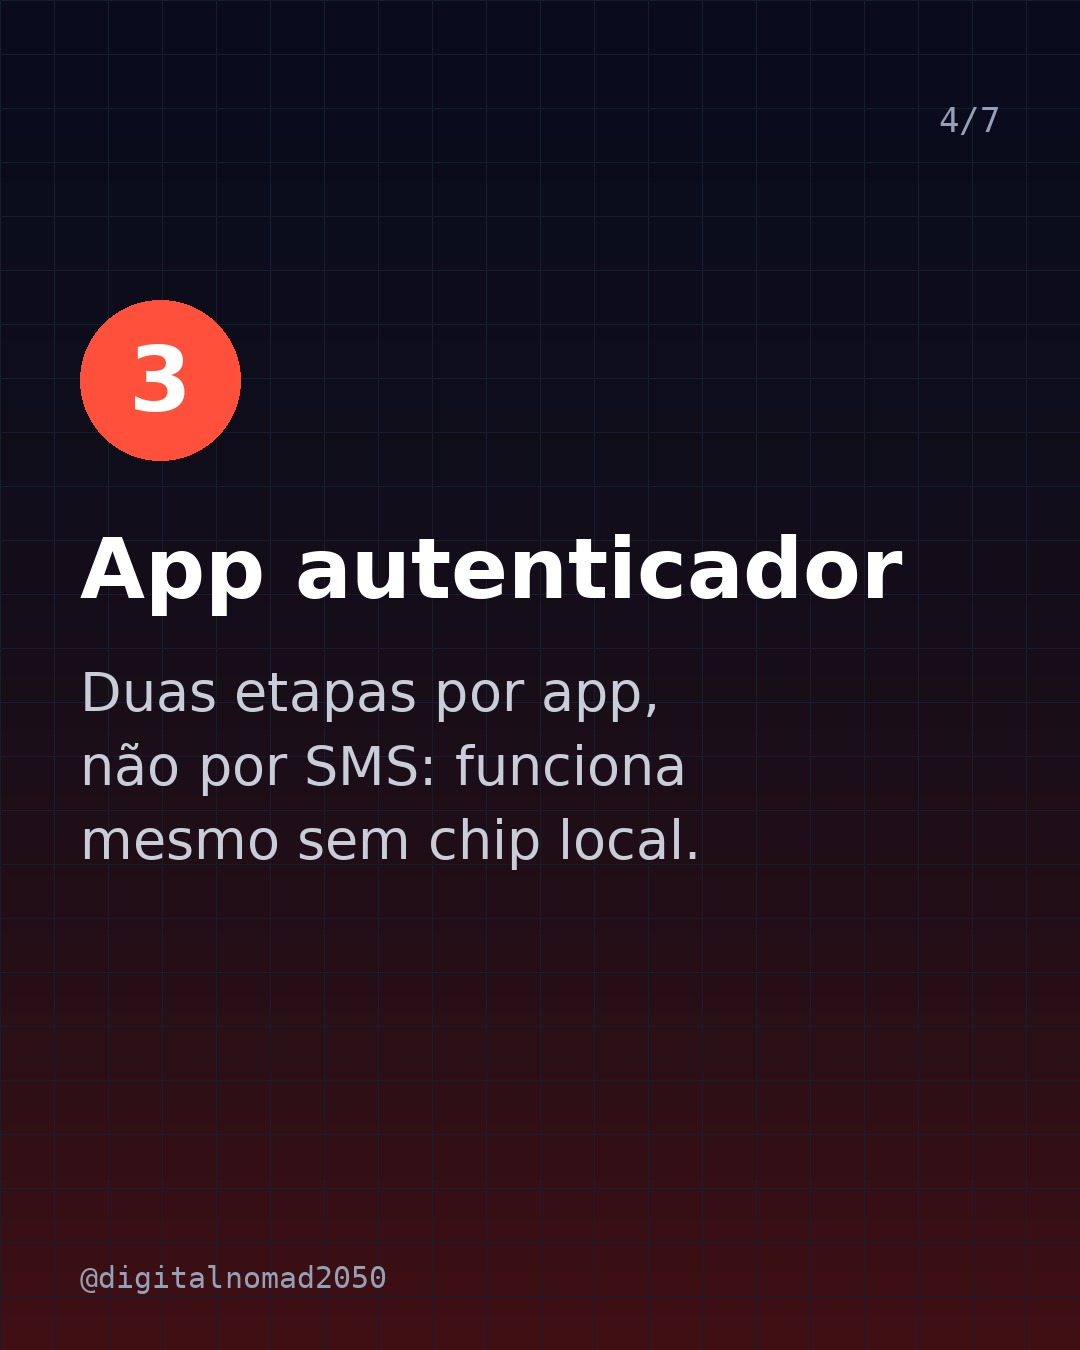 4/7
3
App autenticador
Duas etapas por app,
não por SMS: funciona
mesmo sem chip local.
@digitalnomad2050